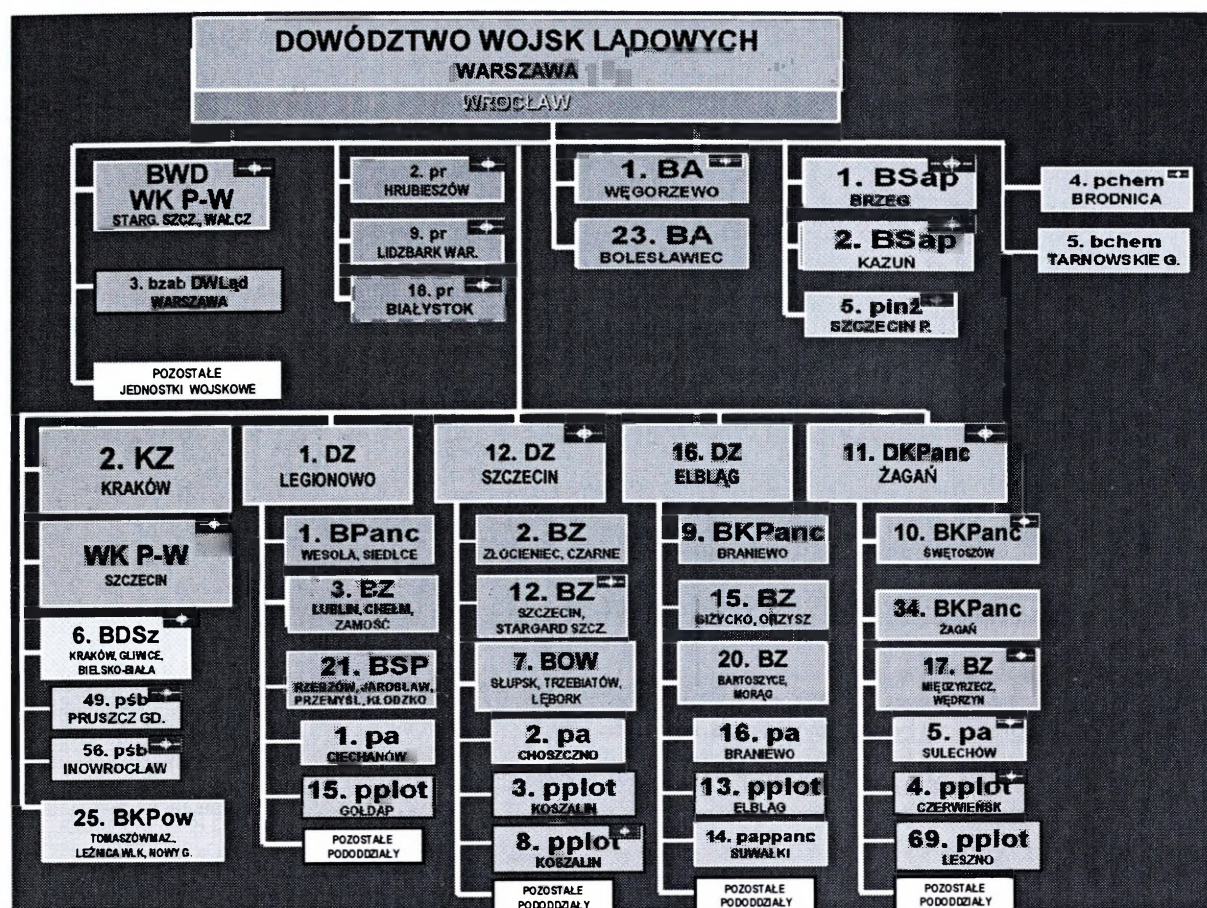 DOWÓDZTWO WOJSK LĄDOWYCH
WARSZAWA
WROCŁAW
BWD
WK P-W
STARG. SZCZ., WAŁCZ
3. bzab DWLąd
WARSZAWA
POZOSTAŁE
JEDNOSTKI WOJSKOWE
2. pr
HRUBIESZÓW
9. pr
LIDZBARK WAR.
18. pr
BIAŁYSTOK
1. BA
WĘGORZEWO
23. BA
BOLESŁAWIEC
1. BSap
BRZEG
2. BSap
KAZUŃ
5. pinż
SZCZECIN P.
4. pchem
BRODNICA
5. bchem
TARNOWSKIE G.
2. KZ
KRAKÓW
WK P-W
SZCZECIN
6. BDSz
KRAKÓW, GLIWICE,
BIELSKO-BIAŁA
49. pśb
PRUSZCZ GD.
56. pśb
INOWROCŁAW
25. BKPow
TOMASZÓW MAZ.,
LEŹNICA WLK, NOWY G.
1. DZ
LEGIONOWO
1. BPanc
WESOŁA, SIEDLCE
3. BZ
LUBLIN, CHEŁM,
ZAMOŚĆ
21. BSP
RZESZÓW, JAROSŁAW,
PRZEMYŚL, KŁODZKO
1. pa
CIECHANÓW
15. pplot
GOŁDAP
POZOSTAŁE
PODODDZIAŁY
12. DZ
SZCZECIN
2. BZ
ZŁOCIENIEC, CZARNE
12. BZ
SZCZECIN,
STARGARD SZCZ.
7. BOW
SŁUPSK, TRZEBIATÓW,
LĘBORK
2. pa
CHOSZCZNO
3. pplot
KOSZALIN
8. pplot
KOSZALIN
POZOSTAŁE
PODODDZIAŁY
16. DZ
ELBLĄG
9. BKPanc
BRANIEWO
15. BZ
GIŻYCKO, ORZYSZ
20. BZ
BARTOSZYCE,
MORĄG
16. pa
BRANIEWO
13. pplot
ELBLĄG
14. pappanc
SUWAŁKI
POZOSTAŁE
PODODDZIAŁY
11. DKPanc
ŻAGAŃ
10. BKPanc
ŚWIĘTOSZÓW
34. BKPanc
ŻAGAŃ
17. BZ
MIĘDZYRZECZ,
WĘDRZYN
5. pa
SULECHÓW
4. pplot
CZERWIEŃSK
69. pplot
LESZNO
POZOSTAŁE
PODODDZIAŁY